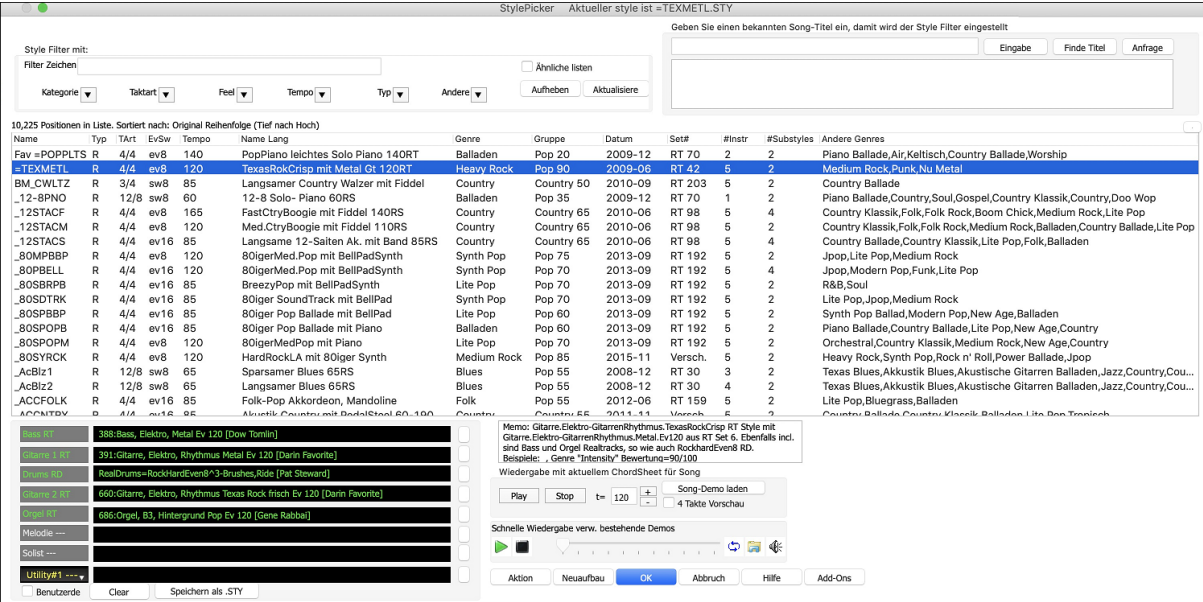 StylePicker Aktueller style ist =TEXMETL.STY
Geben Sie einen bekannten Song-Titel ein, damit wird der Style Filter eingestellt
Eingabe Finde Titel Anfrage
Style Filter mit:
Filter Zeichen
Ähnliche listen
Kategorie Taktart Feel Tempo Typ Andere Aufheben Aktualisiere
10,225 Positionen in Liste. Sortiert nach: Original Reihenfolge (Tief nach Hoch)
Name Typ TArt EvSw Tempo Name Lang Genre Gruppe Datum Set# #Instr #Substyles Andere Genres
Fav =POPPLTS R 4/4 ev8 140 PopPiano leichtes Solo Piano 140RT Balladen Pop 20 2009-12 RT 70 2 2 Piano Ballade,Air,Keltisch,Country Ballade,Worship
=TEXMETL R 4/4 ev8 120 TexasRokCrisp mit Metal Gt 120RT Heavy Rock Pop 90 2009-06 RT 42 5 2 Medium Rock,Punk,Nu Metal
BM_CWLTZ R 3/4 sw8 85 Langsamer Country Walzer mit Fiddel Country Country 50 2010-09 RT 203 5 2 Country Ballade
_12-8PNO R 12/8 sw8 60 12-8 Solo- Piano 60RS Balladen Pop 35 2009-12 RT 70 1 2 Piano Ballade,Country,Soul,Gospel,Country Klassik,Country,Doo Wop
_12STACF R 4/4 ev8 165 FastCtryBoogie mit Fiddel 140RS Country Country 65 2010-06 RT 98 5 4 Country Klassik,Folk,Folk Rock,Boom Chick,Medium Rock,Lite Pop
_12STACM R 4/4 ev8 120 Med.CtryBoogie mit Fiddel 110RS Country Country 65 2010-06 RT 98 5 2 Country Klassik,Folk,Folk Rock,Medium Rock,Balladen,Country Ballade,Lite Pop
_12STACS R 4/4 ev16 85 Langsame 12-Saiten Ak. mit Band 85RS Country Country 65 2010-06 RT 98 5 4 Country Ballade,Country Klassik,Lite Pop,Folk,Balladen
_80MPBBP R 4/4 ev8 120 80igerMed.Pop mit BellPadSynth Synth Pop Pop 75 2013-09 RT 192 5 2 Jpop,Lite Pop,Medium Rock
_80PBELL R 4/4 ev16 120 80igerMed.Pop mit BellPadSynth Synth Pop Pop 70 2013-09 RT 192 5 4 Jpop,Modern Pop,Funk,Lite Pop
_80SBRPB R 4/4 ev16 85 BreezyPop mit BellPadSynth Lite Pop Pop 70 2013-09 RT 192 5 2 R&B,Soul
_80SDTRK R 4/4 ev16 85 80iger SoundTrack mit BellPad Synth Pop Pop 70 2013-09 RT 192 5 2 Lite Pop,Jpop,Medium Rock
_80SPBBP R 4/4 ev16 85 80iger Pop Ballade mit BellPad Lite Pop Pop 60 2013-09 RT 192 5 2 Synth Pop Ballad,Modern Pop,New Age,Balladen
_80SPOPB R 4/4 ev16 85 80iger Pop Ballade mit Piano Balladen Pop 60 2013-09 RT 192 5 2 Piano Ballade,Country Ballade,Lite Pop,New Age,Country
_80SPOPM R 4/4 ev8 120 80igerMedPop mit Piano Lite Pop Pop 70 2013-09 RT 192 5 2 Orchestral,Country Klassik,Medium Rock,New Age,Country
_80SYRCK R 4/4 ev8 120 HardRockLA mit 80iger Synth Medium Rock Pop 85 2015-11 Versch. 5 2 Heavy Rock,Synth Pop,Rock n' Roll,Power Ballade,Jpop
_AcBlz1 R 12/8 sw8 65 Sparsamer Blues 65RS Blues Pop 55 2008-12 RT 30 3 2 Texas Blues,Akkustik Blues,Akustische Gitarren Balladen,Jazz,Country,Cou...
_AcBlz2 R 12/8 sw8 65 Langsamer Blues 65RS Blues Pop 55 2008-12 RT 30 4 2 Texas Blues,Akkustik Blues,Akustische Gitarren Balladen,Jazz,Country,Cou...
_ACCFOLK R 4/4 ev16 85 Folk-Pop Akkordeon, Mandoline Folk Pop 55 2012-06 RT 159 5 2 Lite Pop,Bluegrass,Balladen
_ACCNTRY R 4/4 ev16 85 Akustik Country mit PedalSteel 60-190 Country Country 55 2011-11 Versch. 5 2 Country Ballade,Country Klassik,Balladen,Lite Pop,Tropisch
Bass RT 388:Bass, Elektro, Metal Ev 120 [Dow Tomlin]
Gitarre 1 RT 391:Gitarre, Elektro, Rhythmus Metal Ev 120 [Darin Favorite]
Drums RD RealDrums=RockHardEven8^3-Brushes,Ride [Pat Steward]
Gitarre 2 RT 660:Gitarre, Elektro, Rhythmus Texas Rock frisch Ev 120 [Darin Favorite]
Orgel RT 686:Orgel, B3, Hintergrund Pop Ev 120 [Gene Rabbai]
Melodie ---
Solist ---
Utility#1 ---
Benutzerde Clear Speichern als .STY
Memo: Gitarre.Elektro-GitarrenRhythmus.TexasRockCrisp RT Style mit
Gitarre.Elektro-GitarrenRhythmus.Metal.Ev120 aus RT Set 6. Ebenfalls incl.
sind Bass und Orgel Realtracks, so wie auch RockhardEven8 RD.
Beispiele: , Genre "Intensity" Bewertung=90/100
Wiedergabe mit aktuellem ChordSheet für Song
Play Stop t= 120 + - Song-Demo laden
4 Takte Vorschau
Schnelle Wiedergabe verw. bestehende Demos
Aktion Neuaufbau OK Abbruch Hilfe Add-Ons